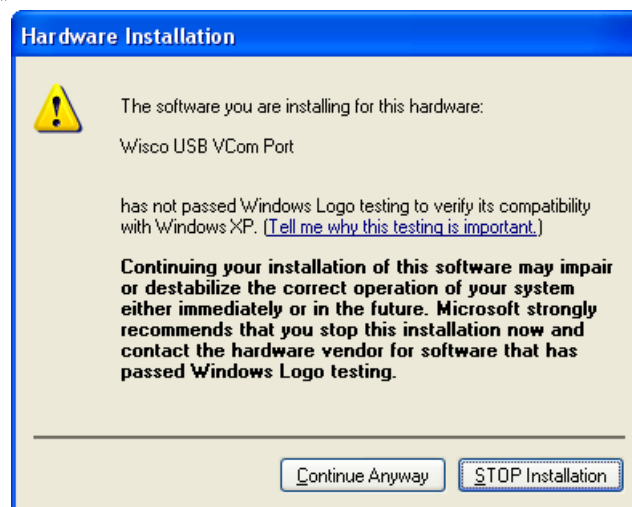 Hardware Installation
The software you are installing for this hardware:
Wisco USB VCom Port
has not passed Windows Logo testing to verify its compatibility
with Windows XP. (Tell me why this testing is important.)
Continuing your installation of this software may impair
or destabilize the correct operation of your system
either immediately or in the future. Microsoft strongly
recommends that you stop this installation now and
contact the hardware vendor for software that has
passed Windows Logo testing.
Continue Anyway
STOP Installation